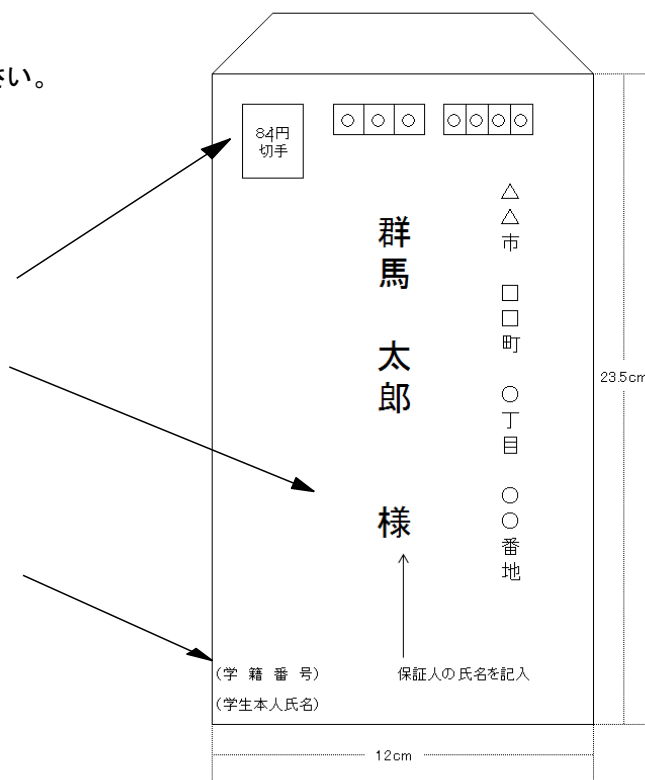 さい。
84円
切手
○○○ ○○○○
△△市 □□町 ○丁目 ○○番地
群馬 太郎 様
23.5cm
(学籍番号)
保証人の氏名を記入
(学生本人氏名)
12cm